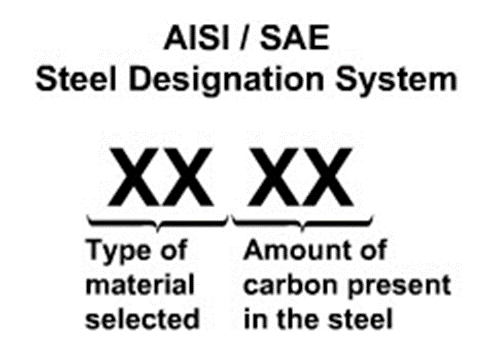 AISI / SAE
Steel Designation System
XX XX
Type of material selected
Amount of carbon present in the steel